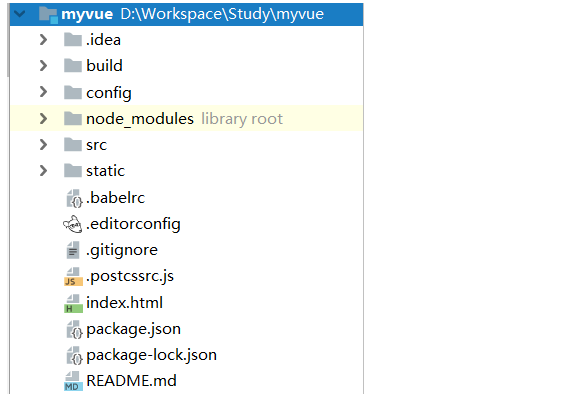 myvue D:\Workspace\Study\myvue
.idea
build
config
node_modules library root
src
static
.babelrc
.editorconfig
.gitignore
.postcssrc.js
index.html
package.json
package-lock.json
README.md